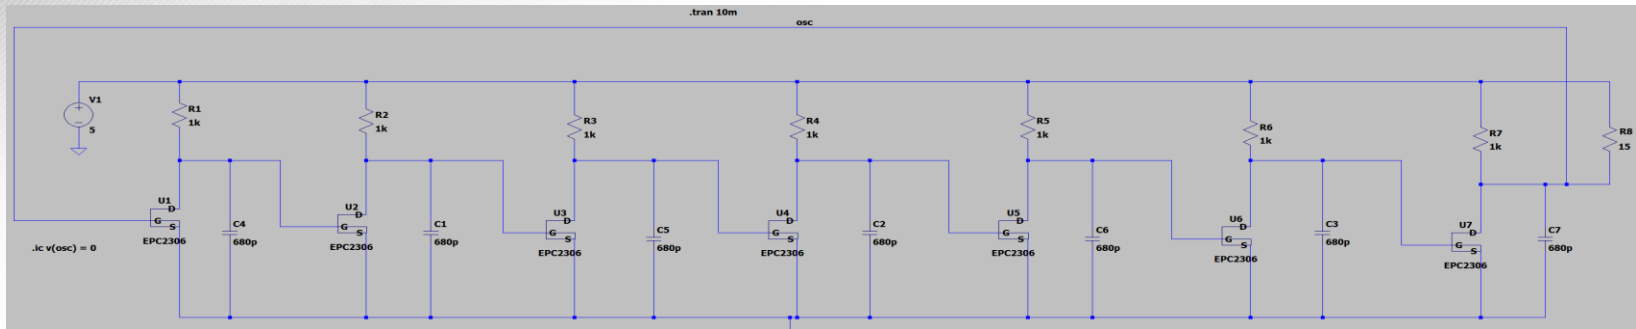 .tran 10m
osc
V1
5
R1
1k
R2
1k
R3
1k
R4
1k
R5
1k
R6
1k
R7
1k
R8
15
U1
D
G
S
EPC2306
C4
680p
U2
D
G
S
EPC2306
C1
680p
U3
D
G
S
EPC2306
C5
680p
U4
D
G
S
EPC2306
C2
680p
U5
D
G
S
EPC2306
C6
680p
U6
D
G
S
EPC2306
C3
680p
U7
D
G
S
EPC2306
C7
680p
.ic v(osc) = 0